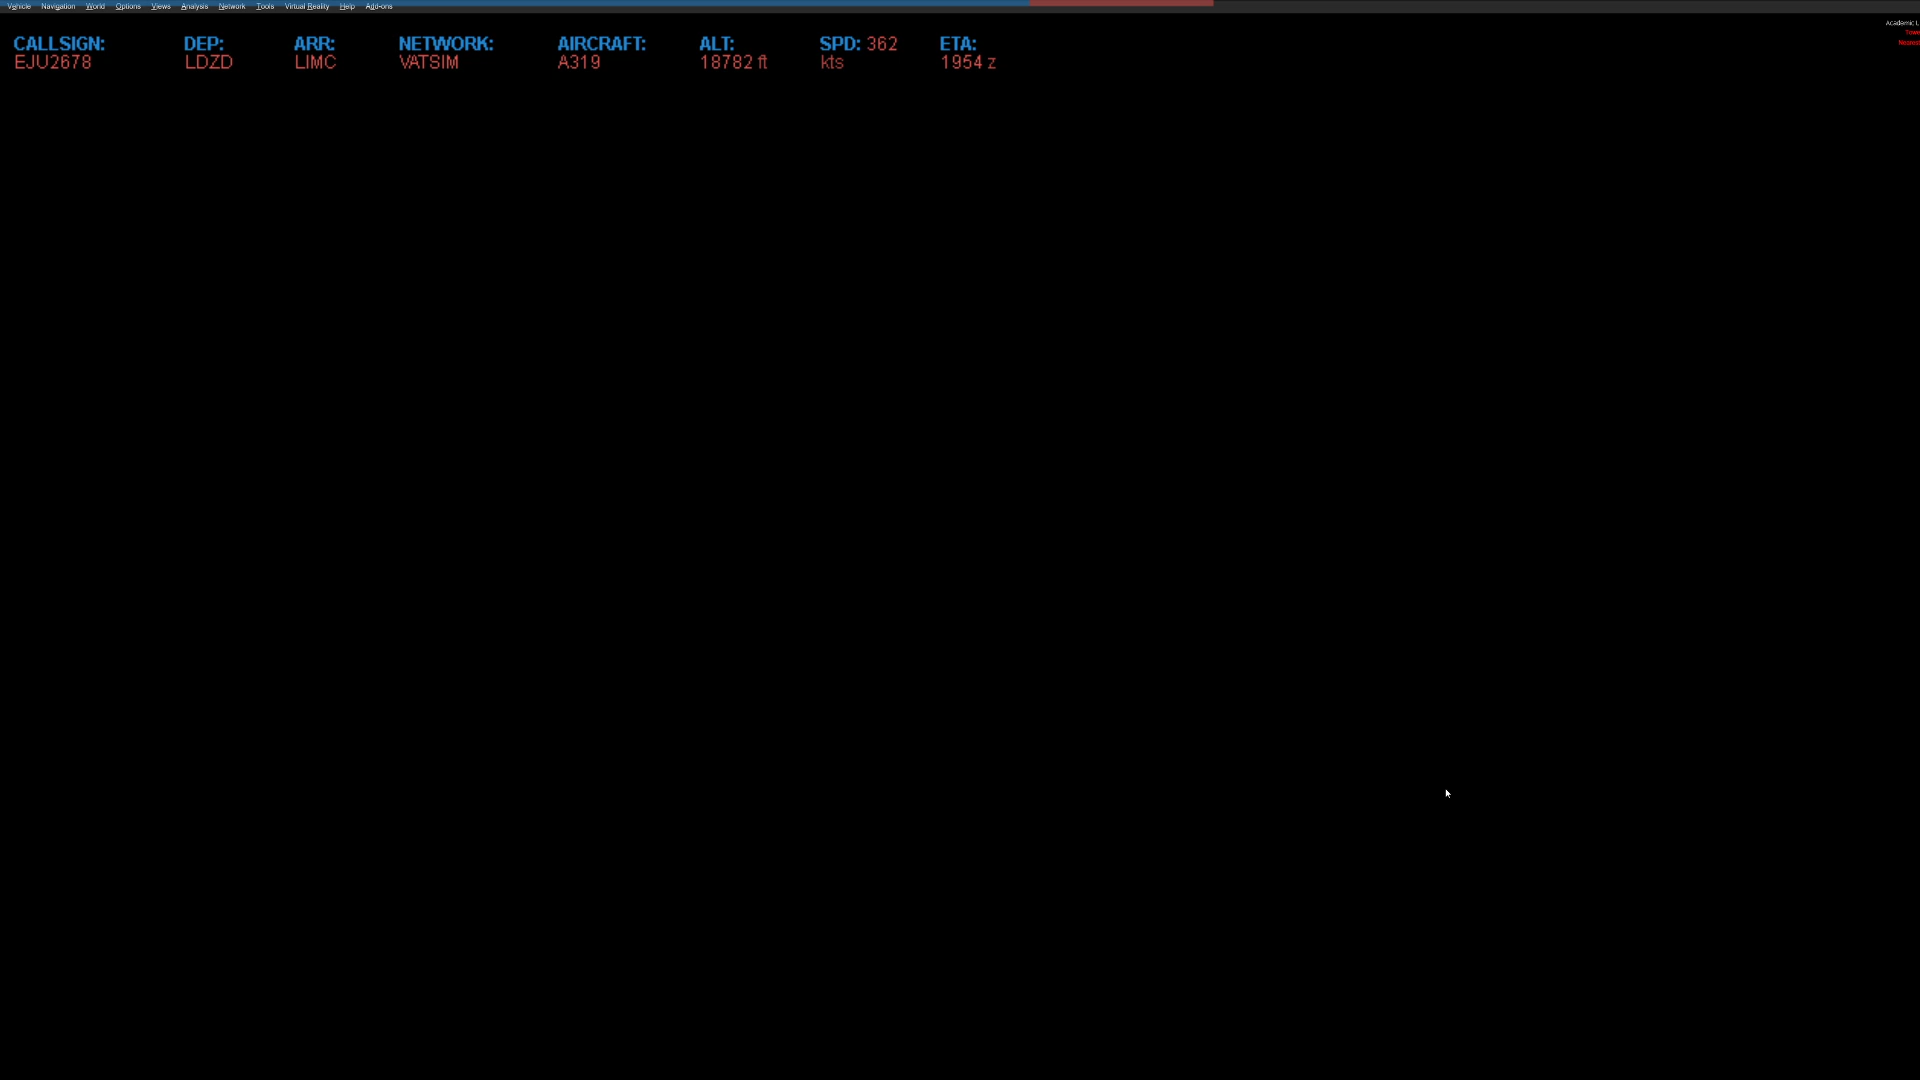 Vehicle Navigation World Options Views Analysis Network Tools Virtual Reality Help Add-ons
Academic
CALLSIGN: DEP: ARR: NETWORK: AIRCRAFT: ALT: SPD: 362 ETA:
EJU2678 LDZD LIMC VATSIM A319 18782 ft kts 1954 z